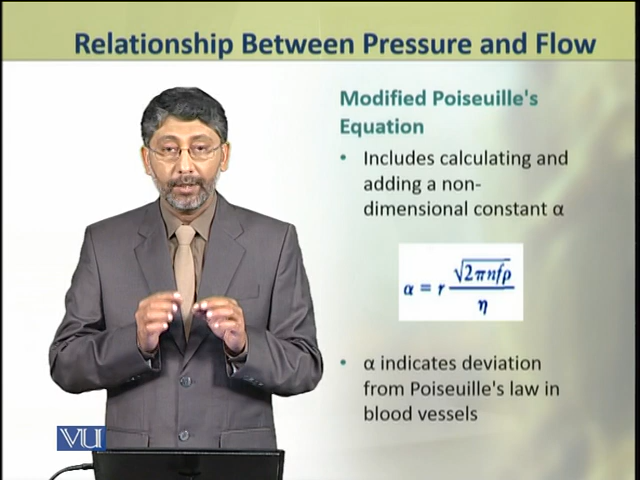 Relationship Between Pressure and Flow
Modified Poiseuille's
Equation
• Includes calculating and
adding a non-
dimensional constant α
α = r √2πnfρ / η
• α indicates deviation
from Poiseuille's law in
blood vessels
VU